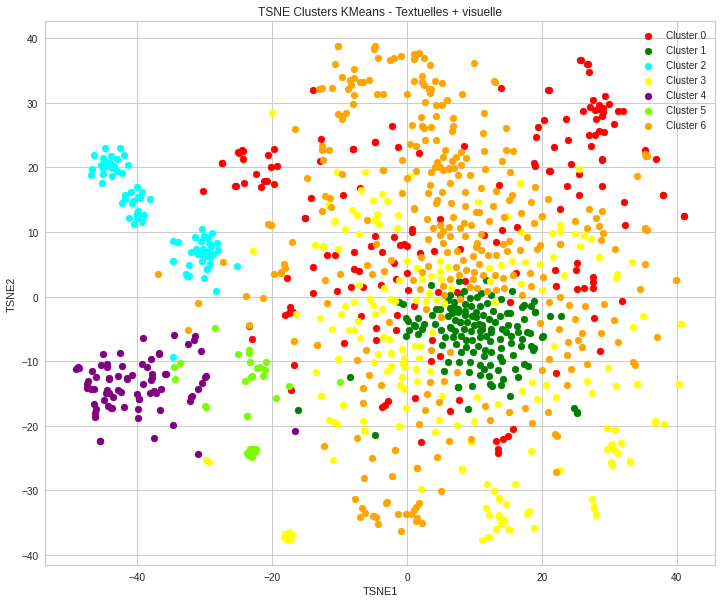 TSNE Clusters KMeans - Textuelles + visuelle
Cluster 0
Cluster 1
Cluster 2
Cluster 3
Cluster 4
Cluster 5
Cluster 6
TSNE2
40
30
20
10
0
−10
−20
−30
−40
−40
−20
0
20
40
TSNE1